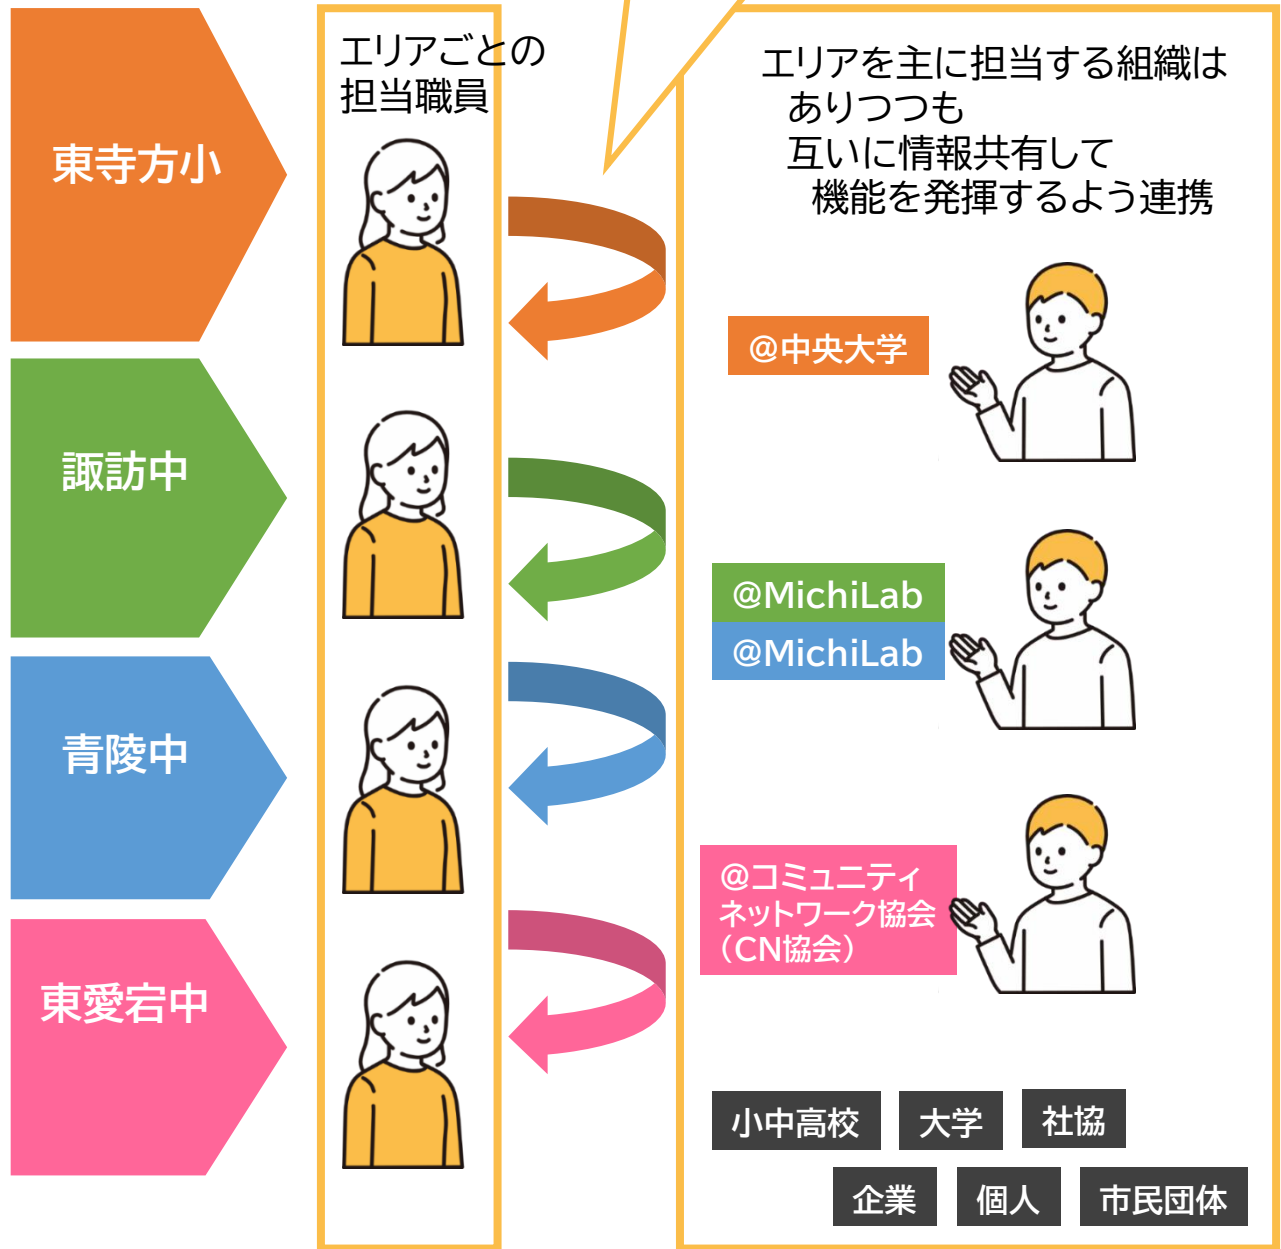 エリアごとの
担当職員
エリアを主に担当する組織は
ありつつも
互いに情報共有して
機能を発揮するよう連携
東寺方小
@中央大学
諏訪中
@MichiLab
@MichiLab
青陵中
@コミュニティ
ネットワーク協会
（CN協会）
東愛宕中
小中高校
大学
社協
企業
個人
市民団体